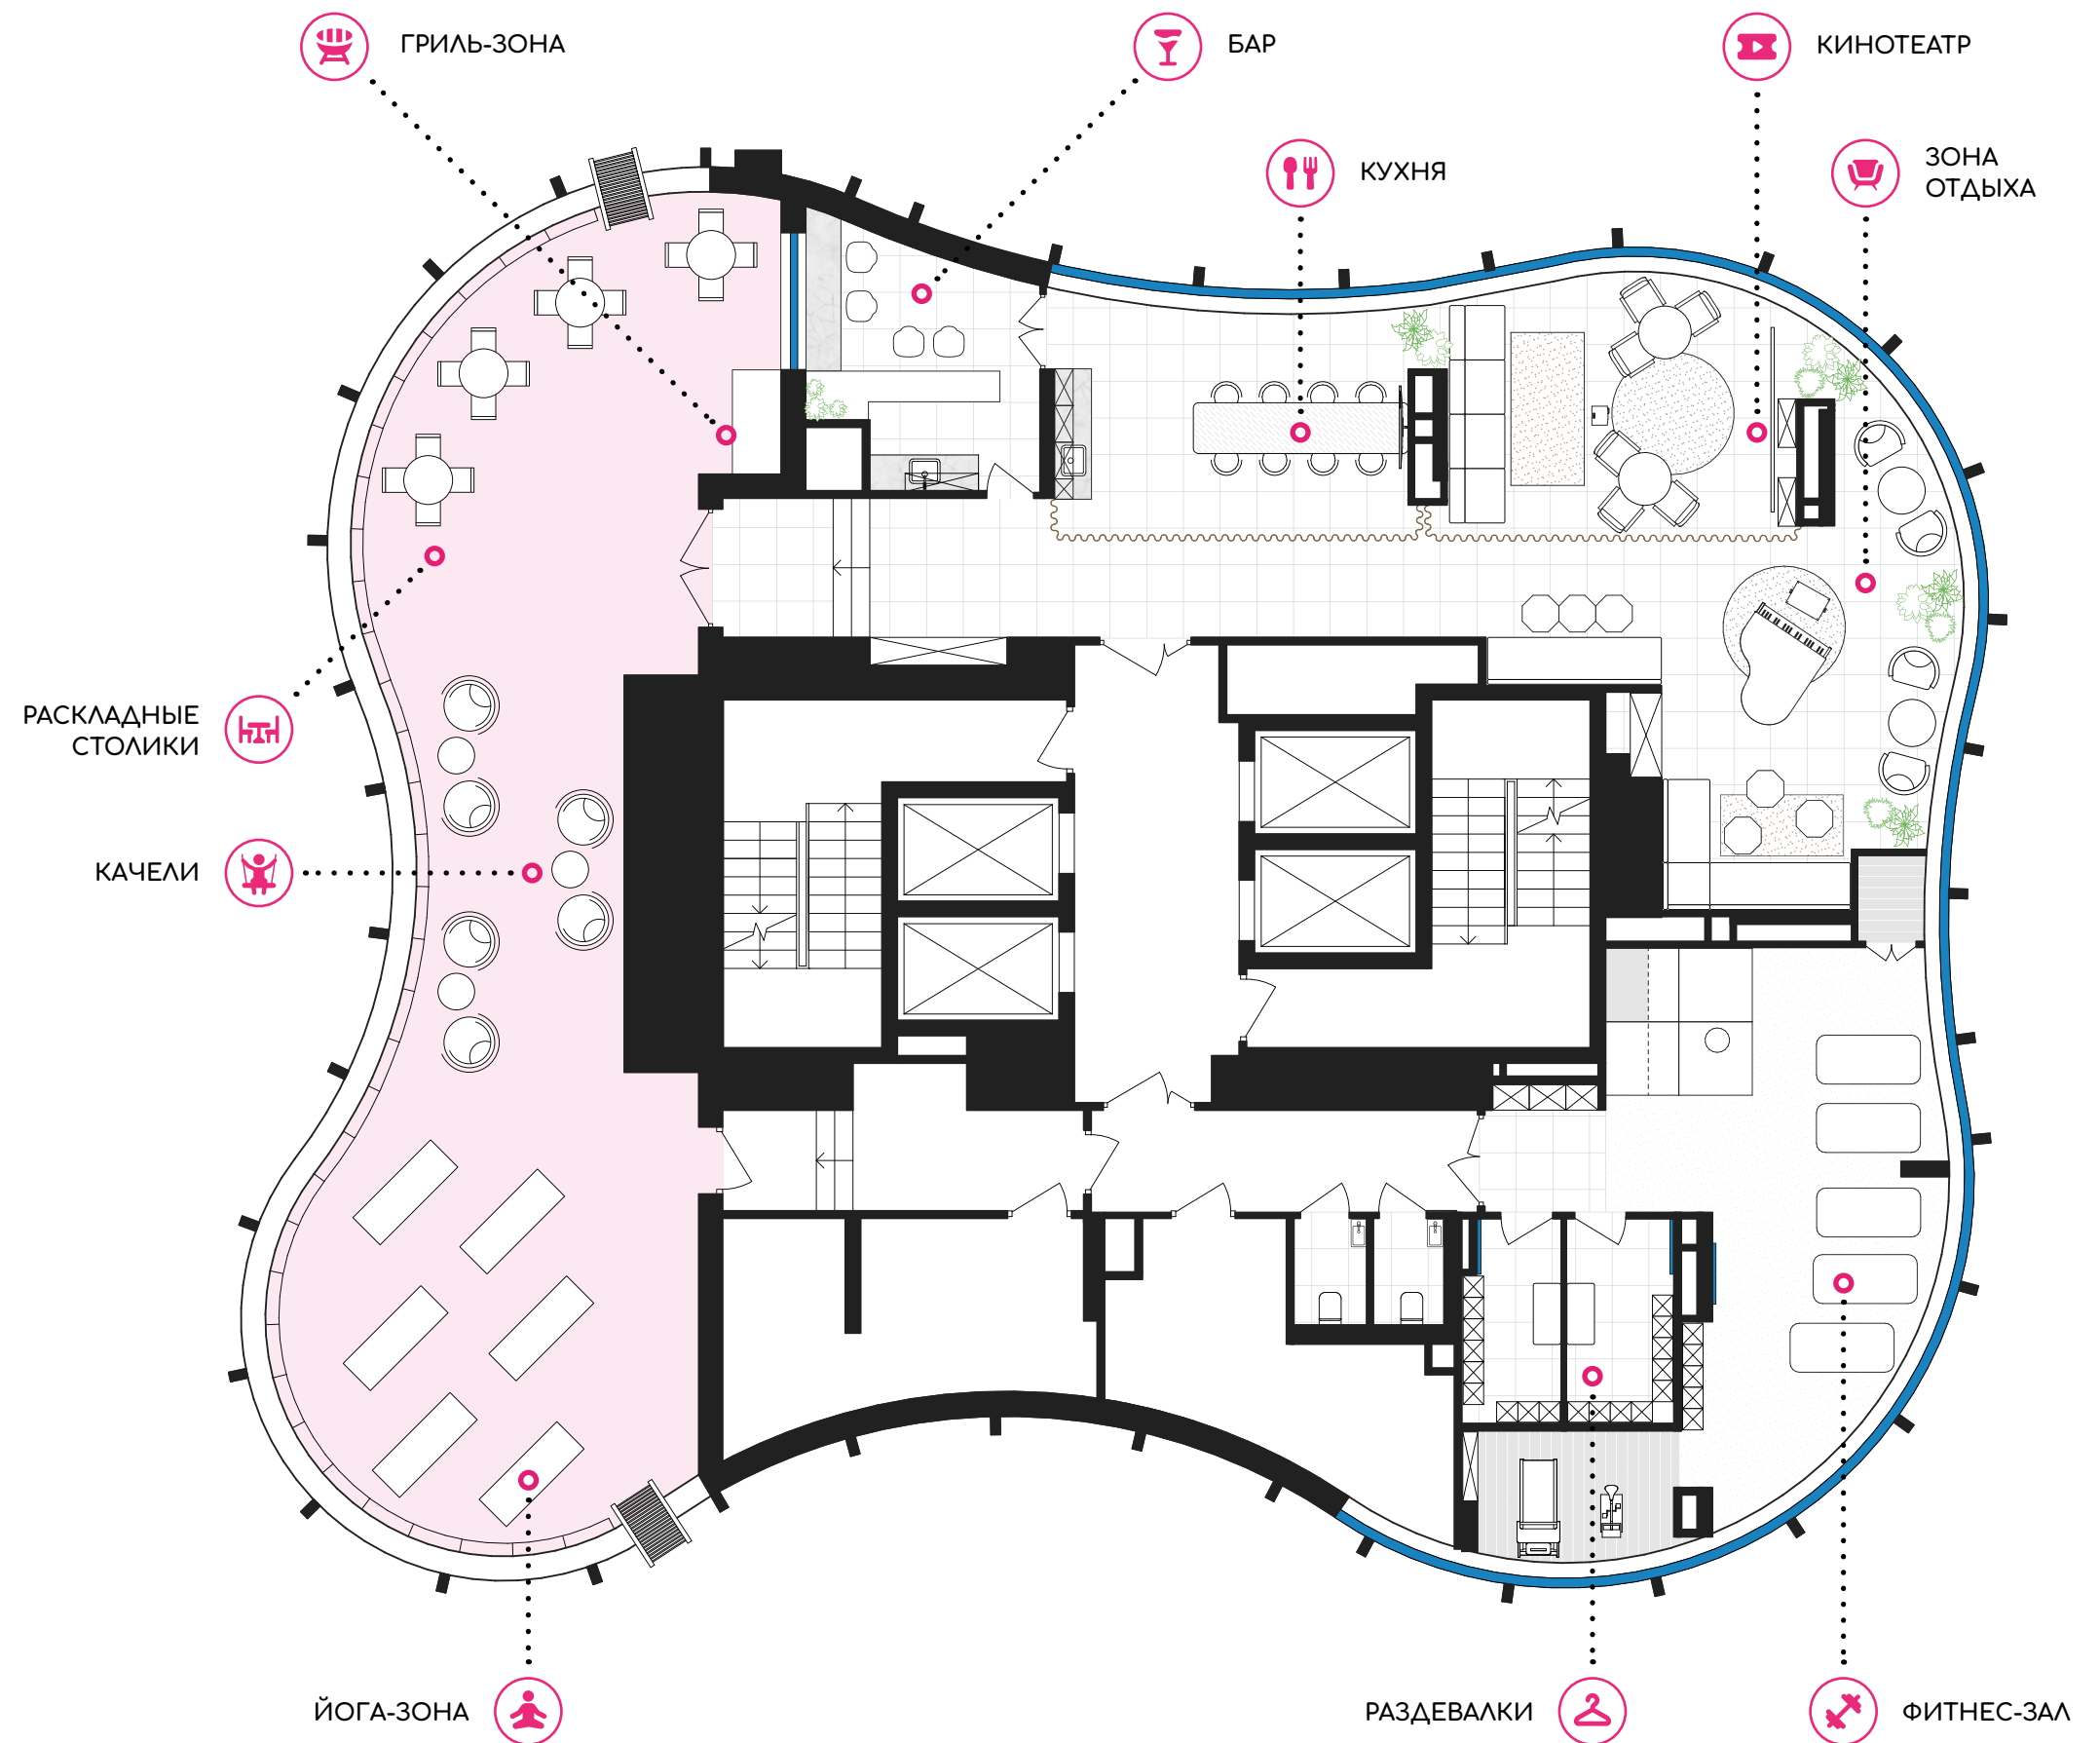 ГРИЛЬ-ЗОНА
БАР
КИНОТЕАТР
КУХНЯ
ЗОНА
ОТДЫХА
РАСКЛАДНЫЕ
СТОЛИКИ
КАЧЕЛИ
ЙОГА-ЗОНА
РАЗДЕВАЛКИ
ФИТНЕС-ЗАЛ